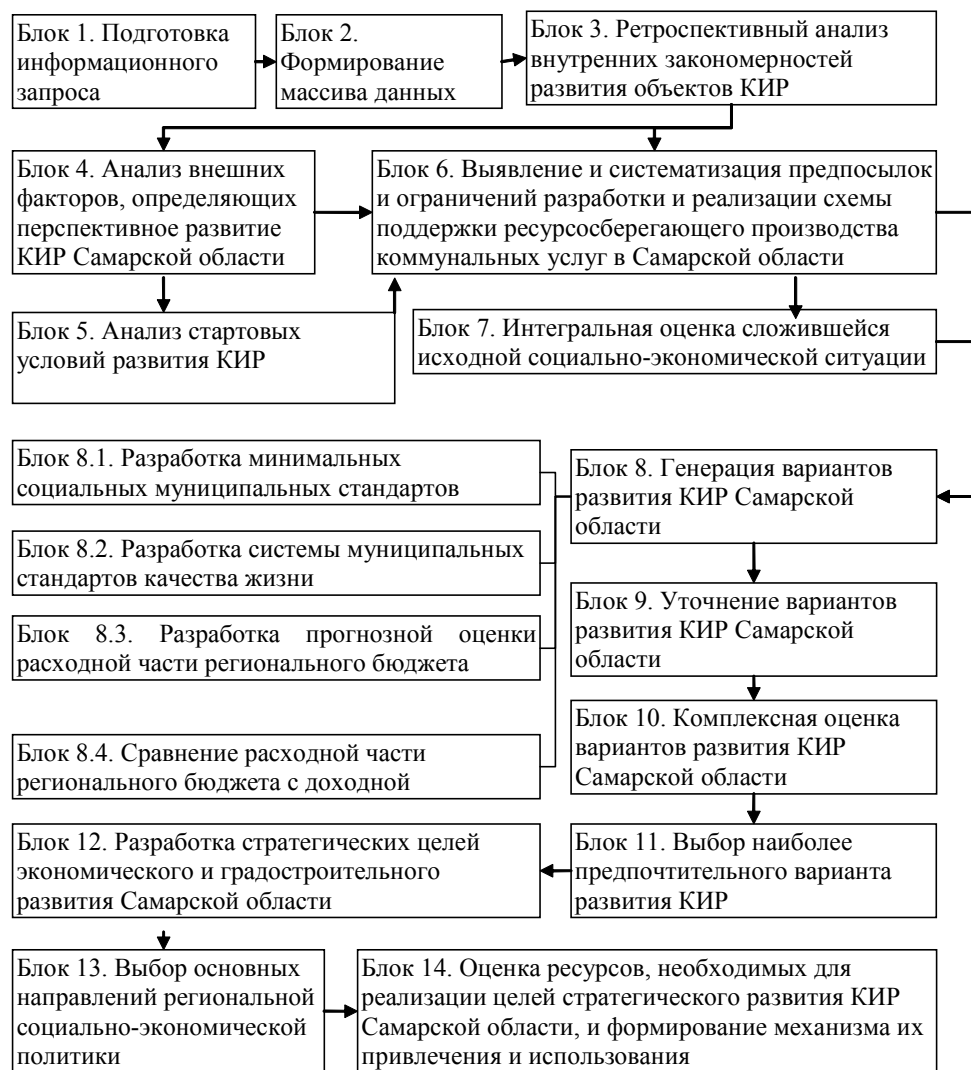 Блок 1. Подготовка
информационного
запроса
Блок 2.
Формирование
массива данных
Блок 3. Ретроспективный анализ
внутренних закономерностей
развития объектов КИР
Блок 4. Анализ внешних
факторов, определяющих
перспективное развитие
КИР Самарской области
Блок 6. Выявление и систематизация предпосылок
и ограничений разработки и реализации схемы
поддержки ресурсосберегающего производства
коммунальных услуг в Самарской области
Блок 5. Анализ стартовых
условий развития КИР
Блок 7. Интегральная оценка сложившейся
исходной социально-экономической ситуации
Блок 8.1. Разработка минимальных
социальных муниципальных стандартов
Блок 8. Генерация вариантов
развития КИР Самарской
области
Блок 8.2. Разработка системы муниципальных
стандартов качества жизни
Блок 9. Уточнение вариантов
развития КИР Самарской
области
Блок 8.3. Разработка прогнозной оценки
расходной части регионального бюджета
Блок 10. Комплексная оценка
вариантов развития КИР
Самарской области
Блок 8.4. Сравнение расходной части
регионального бюджета с доходной
Блок 12. Разработка стратегических целей
экономического и градостроительного
развития Самарской области
Блок 11. Выбор наиболее
предпочтительного варианта
развития КИР
Блок 13. Выбор основных
направлений региональной
социально-экономической
политики
Блок 14. Оценка ресурсов, необходимых для
реализации целей стратегического развития КИР
Самарской области, и формирование механизма их
привлечения и использования